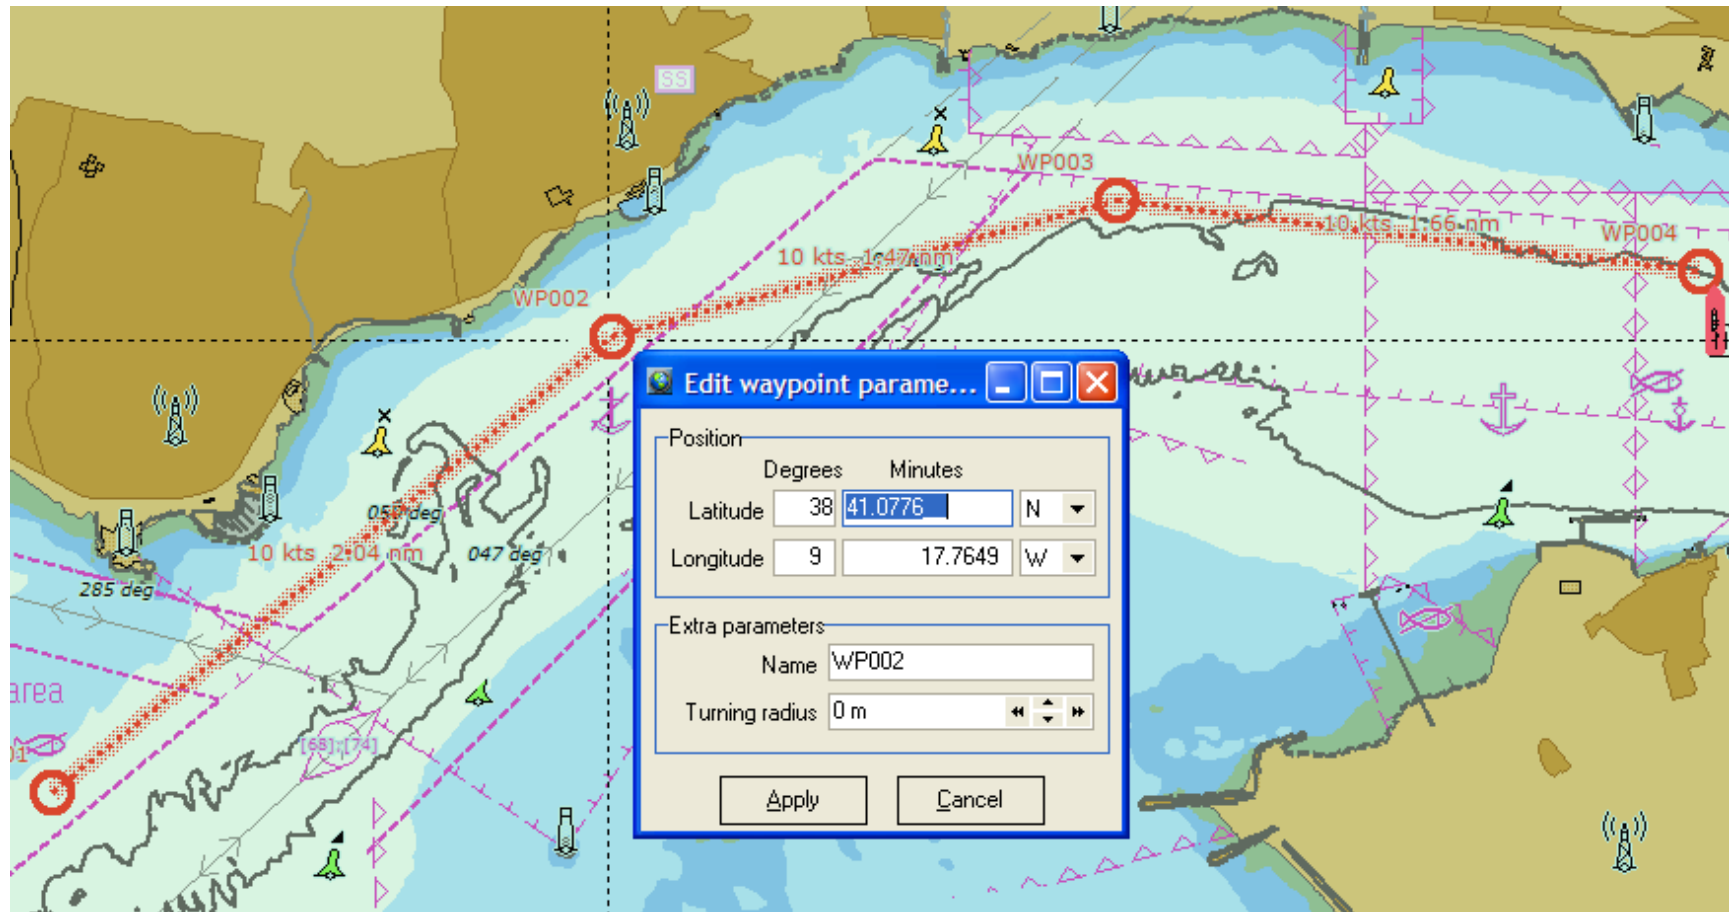 SS
WP003
10 kts 1.66 nm
WP004
10 kts 1.47 nm
WP002
Edit waypoint parame...
Position
Degrees Minutes
Latitude 38 41.0776 N
Longitude 9 17.7649 W
Extra parameters
Name WP002
Turning radius 0 m
Apply Cancel
10 kts 2.04 nm
047 deg
285 deg
area
[68];[74]